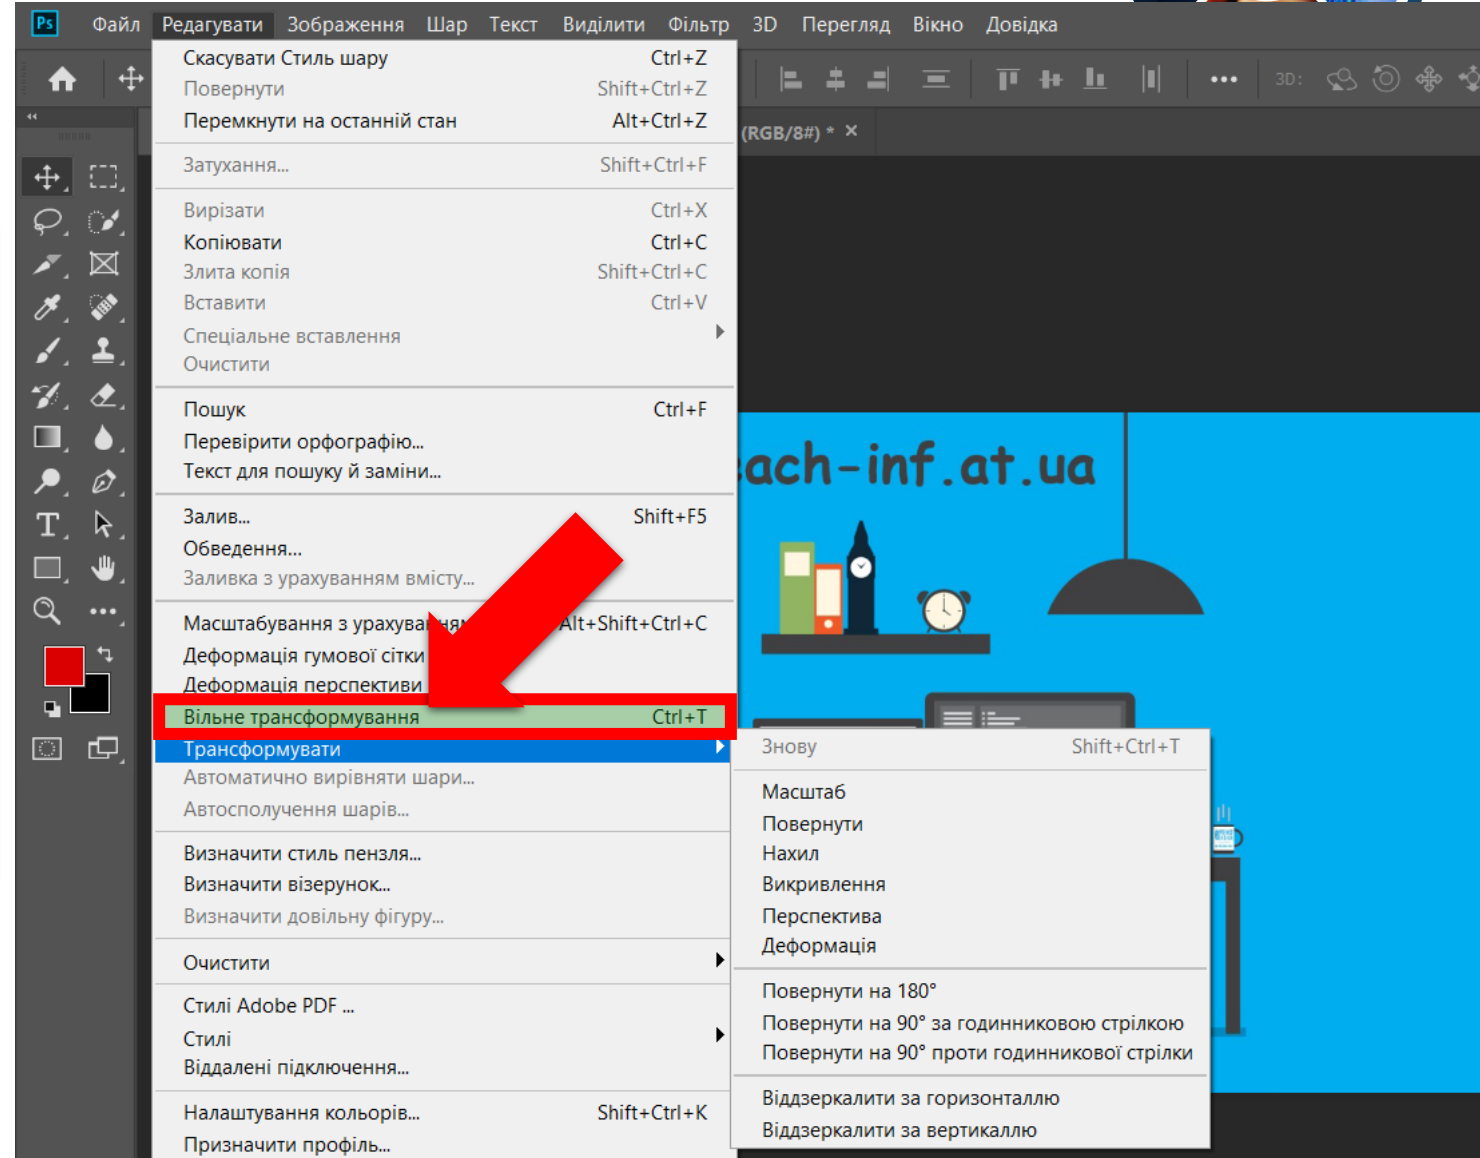 Ps Файл Редагувати Зображення Шар Текст Виділити Фільтр 3D Перегляд Вікно Довідка
3D:
(RGB/8#) * ×
Скасувати Стиль шару Ctrl+Z
Повернути Shift+Ctrl+Z
Перемкнути на останній стан Alt+Ctrl+Z
Затухання... Shift+Ctrl+F
Вирізати Ctrl+X
Копіювати Ctrl+C
Злита копія Shift+Ctrl+C
Вставити Ctrl+V
Спеціальне вставлення
Очистити
Пошук Ctrl+F
Перевірити орфографію...
Текст для пошуку й заміни...
Залив... Shift+F5
Обведення...
Заливка з урахуванням вмісту...
Масштабування з Alt+Shift+Ctrl+C
Деформація гумової сітки
Деформація перспективи
Вільне трансформування Ctrl+T
Трансформувати
Автоматично вирівняти шари...
Автосполучення шарів...
Визначити стиль пензля...
Визначити візерунок...
Визначити довільну фігуру...
Очистити
Стилі Adobe PDF ...
Стилі
Віддалені підключення...
Налаштування кольорів... Shift+Ctrl+K
Призначити профіль...
Знову Shift+Ctrl+T
Масштаб
Повернути
Нахил
Викривлення
Перспектива
Деформація
Повернути на 180°
Повернути на 90° за годинниковою стрілкою
Повернути на 90° проти годинникової стрілки
Віддзеркалити за горизонталлю
Віддзеркалити за вертикаллю
ach-inf.at.ua